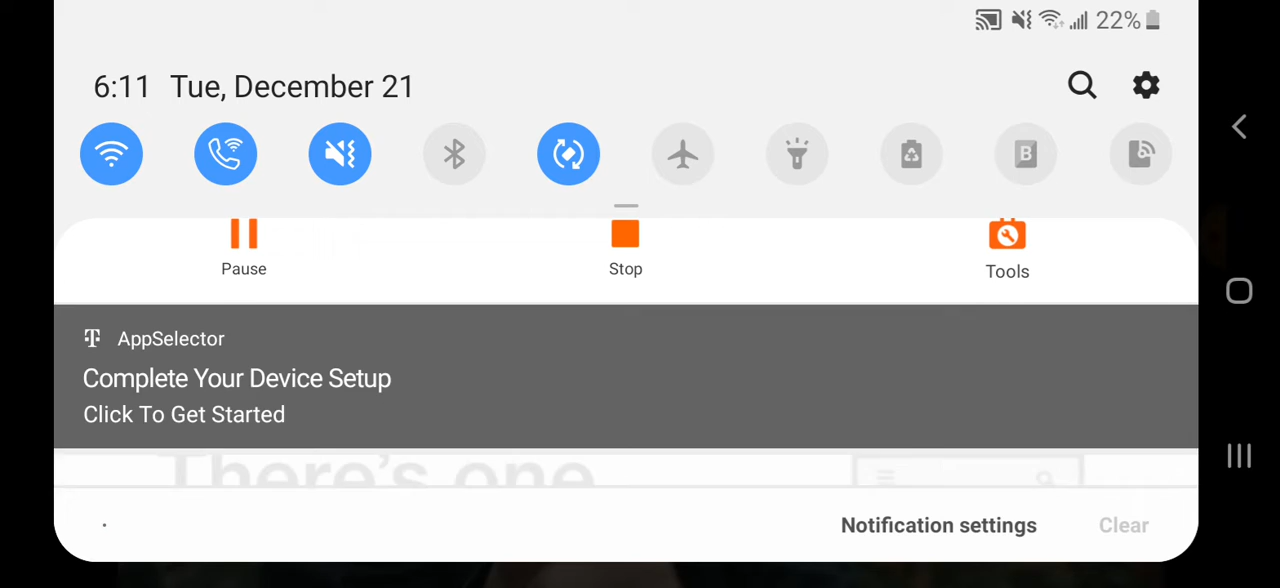 22%
6:11 Tue, December 21
B
Pause Stop Tools
T AppSelector
Complete Your Device Setup
Click To Get Started
There's one
Notification settings Clear